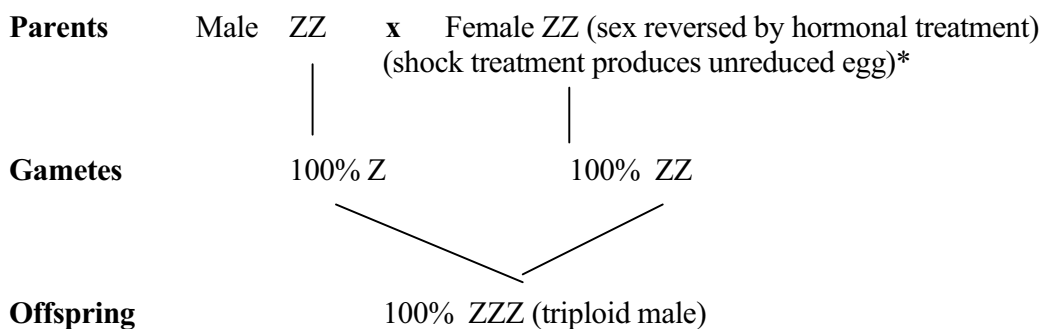 Parents Male ZZ x Female ZZ (sex reversed by hormonal treatment)
(shock treatment produces unreduced egg)*
Gametes 100% Z 100% ZZ
Offspring 100% ZZZ (triploid male)